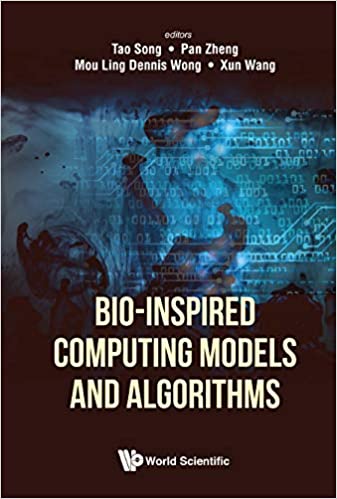 editors
Tao Song • Pan Zheng
Mou Ling Dennis Wong • Xun Wang
BIO-INSPIRED
COMPUTING MODELS
AND ALGORITHMS
World Scientific